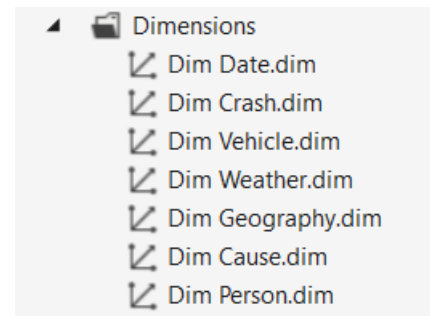 Dimensions
Dim Date.dim
Dim Crash.dim
Dim Vehicle.dim
Dim Weather.dim
Dim Geography.dim
Dim Cause.dim
Dim Person.dim